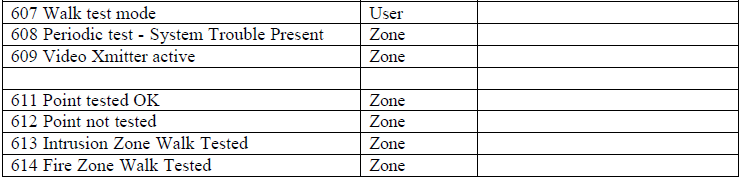 607 Walk test mode User
608 Periodic test - System Trouble Present Zone
609 Video Xmitter active Zone
611 Point tested OK Zone
612 Point not tested Zone
613 Intrusion Zone Walk Tested Zone
614 Fire Zone Walk Tested Zone